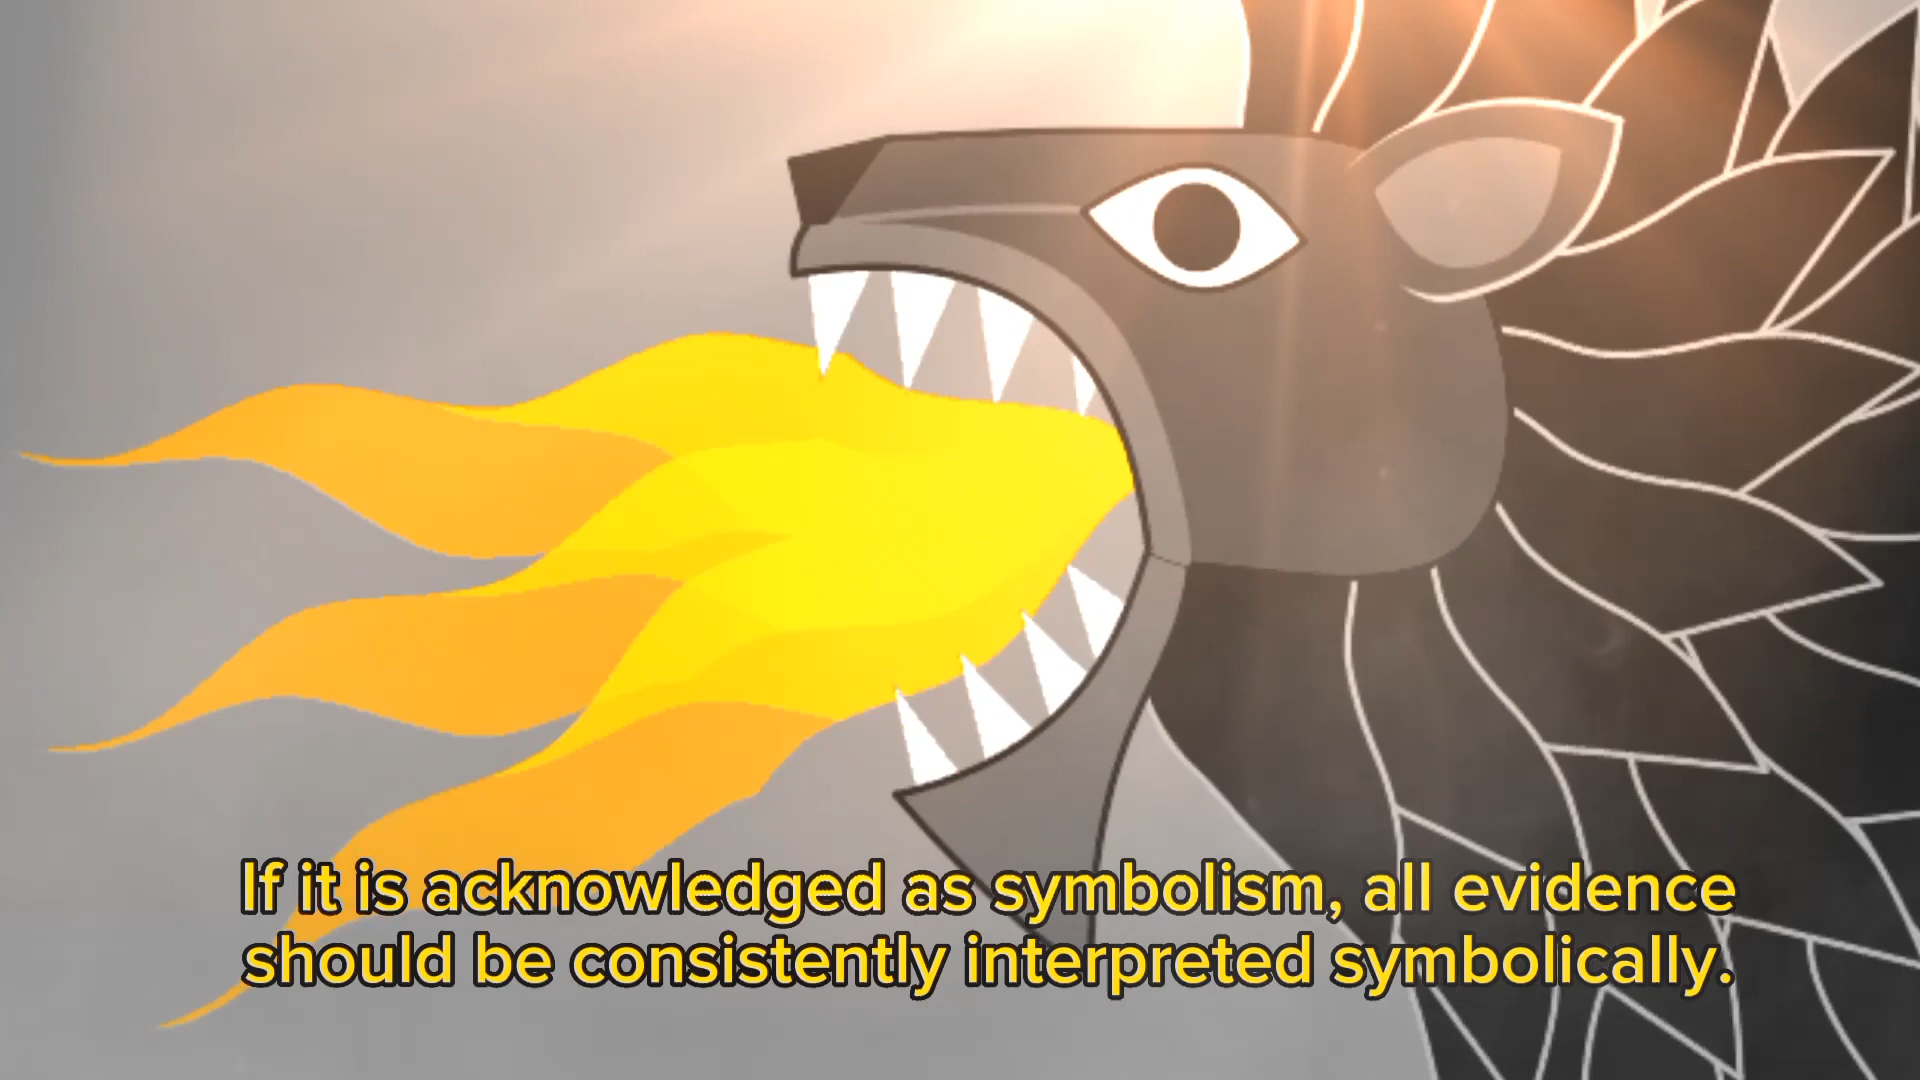 If it is acknowledged as symbolism, all evidence
should be consistently interpreted symbolically.